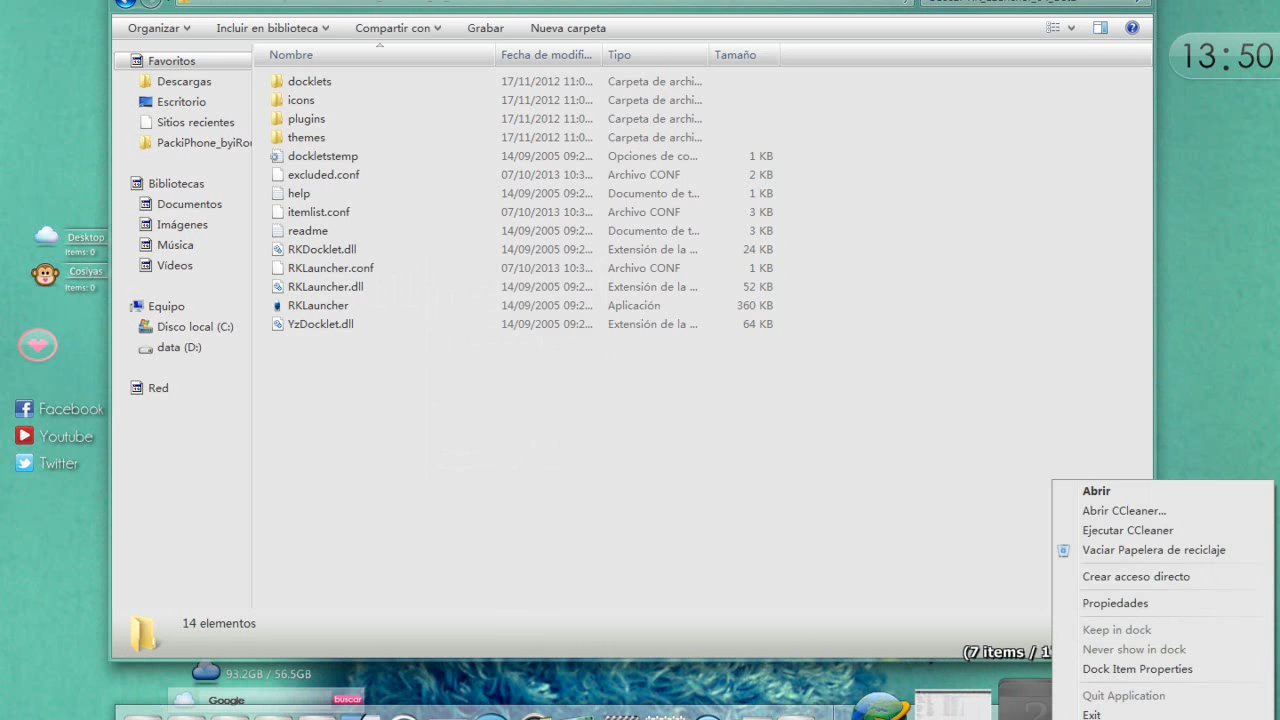 Organizar Incluir en biblioteca Compartir con Grabar Nueva carpeta
13:50
Nombre Fecha de modifi... Tipo Tamaño
Favoritos
Descargas
Escritorio
Sitios recientes
PackiPhone_byiRo
Bibliotecas
Documentos
Imágenes
Música
Vídeos
Equipo
Disco local (C:)
data (D:)
Red
docklets 17/11/2012 11:0... Carpeta de archi...
icons 17/11/2012 11:0... Carpeta de archi...
plugins 17/11/2012 11:0... Carpeta de archi...
themes 17/11/2012 11:0... Carpeta de archi...
dockletstemp 14/09/2005 09:2... Opciones de co... 1 KB
excluded.conf 07/10/2013 10:3... Archivo CONF 2 KB
help 14/09/2005 09:2... Documento de t... 1 KB
itemlist.conf 07/10/2013 10:3... Archivo CONF 3 KB
readme 14/09/2005 09:2... Documento de t... 3 KB
RKDocklet.dll 14/09/2005 09:2... Extensión de la ... 24 KB
RKLauncher.conf 07/10/2013 10:3... Archivo CONF 1 KB
RKLauncher.dll 14/09/2005 09:2... Extensión de la ... 52 KB
RKLauncher 14/09/2005 09:2... Aplicación 360 KB
YzDocklet.dll 14/09/2005 09:2... Extensión de la ... 64 KB
Desktop
Items: 0
Cosiyas
Items: 0
Facebook
Youtube
Twitter
14 elementos
(7 items / 1
Abrir
Abrir CCleaner...
Ejecutar CCleaner
Vaciar Papelera de reciclaje
Crear acceso directo
Propiedades
Keep in dock
Never show in dock
Dock Item Properties
Quit Application
Exit
93.2GB / 56.5GB
Google buscar